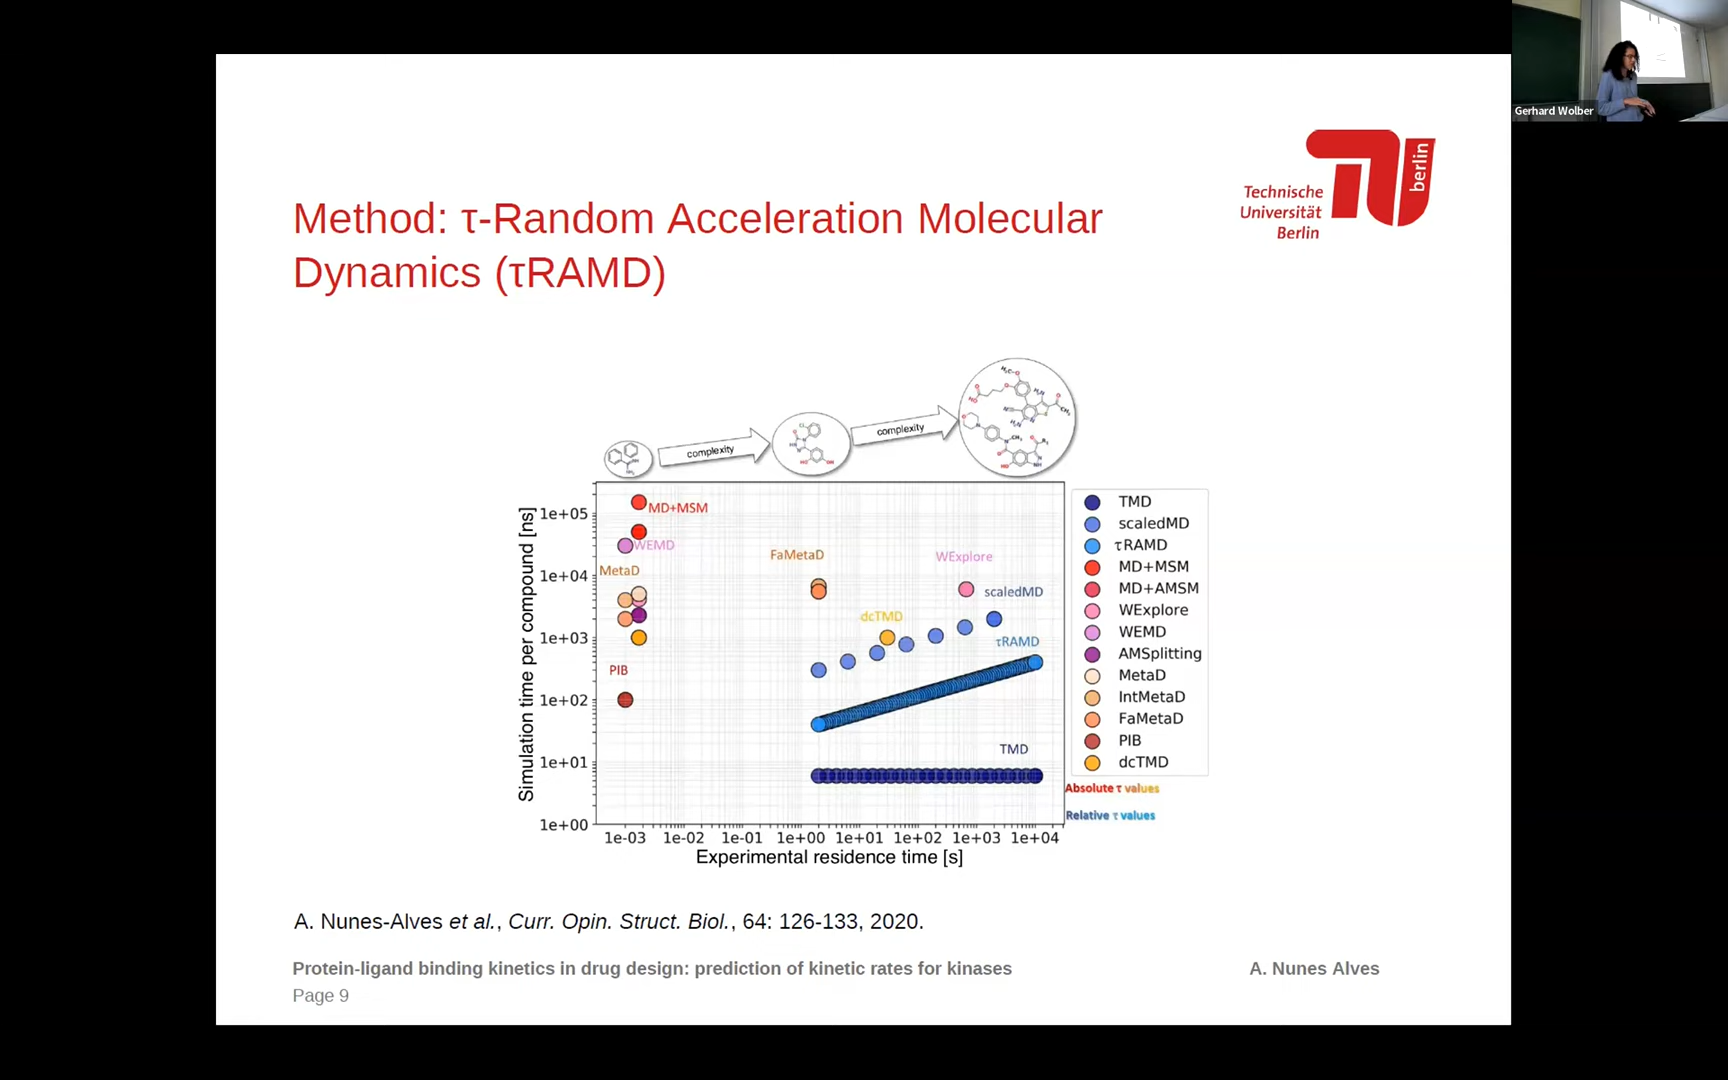 Gerhard Wolber
berlin
Technische
Universität
Berlin
Method: τ-Random Acceleration Molecular
Dynamics (τRAMD)
complexity
complexity
Simulation time per compound [ns]
1e+05
1e+04
1e+03
1e+02
1e+01
1e+00
MD+MSM
WEMD
MetaD
PIB
FaMetaD
dcTMD
WExplore
scaledMD
τRAMD
TMD
1e-03 1e-02 1e-01 1e+00 1e+01 1e+02 1e+03 1e+04
Experimental residence time [s]
TMD
scaledMD
τRAMD
MD+MSM
MD+AMSM
WExplore
WEMD
AMSplitting
MetaD
IntMetaD
FaMetaD
PIB
dcTMD
Absolute τ values
Relative τ values
A. Nunes-Alves et al., Curr. Opin. Struct. Biol., 64: 126-133, 2020.
Protein-ligand binding kinetics in drug design: prediction of kinetic rates for kinases A. Nunes Alves
Page 9